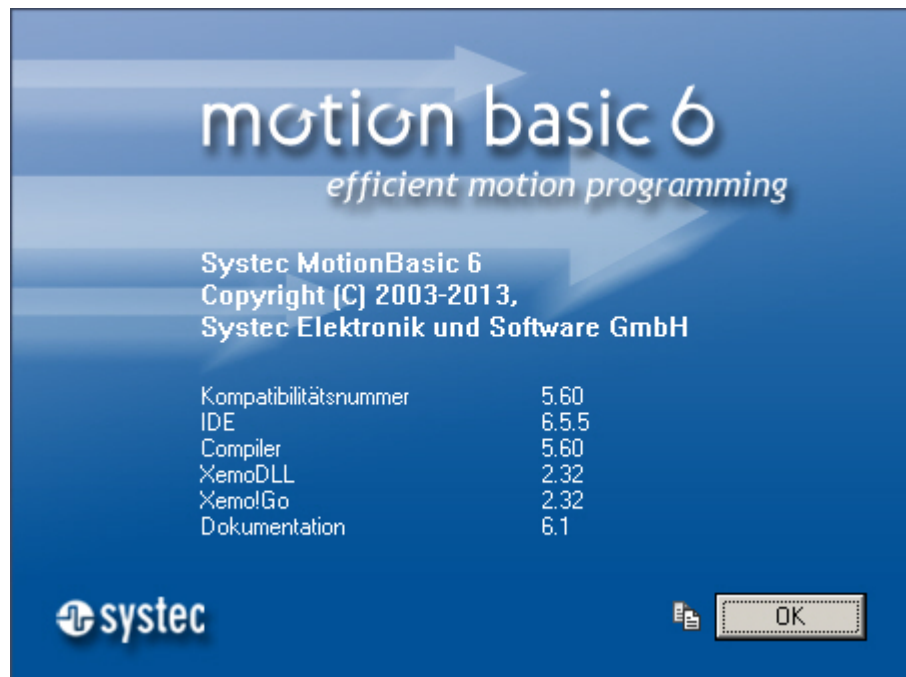 motion basic 6
efficient motion programming
Systec MotionBasic 6
Copyright (C) 2003-2013,
Systec Elektronik und Software GmbH
Kompatibilitätsnummer 5.60
IDE 6.5.5
Compiler 5.60
XemoDLL 2.32
Xemo!Go 2.32
Dokumentation 6.1
systec
OK